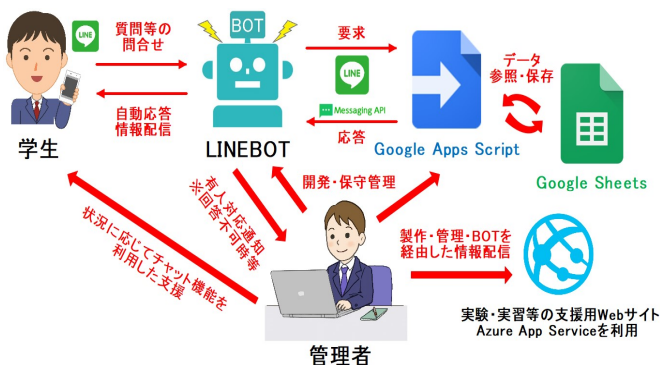 LINE
質問等の
問合せ
自動応答
情報配信
学生
BOT
LINEBOT
要求
LINE
Messaging API
応答
Google Apps Script
データ
参照・保存
Google Sheets
有人対応通知
※回答不可時等
開発・保守管理
状況に応じてチャット機能を
利用した支援
管理者
製作・管理・BOTを
経由した情報配信
実験・実習等の支援用Webサイト
Azure App Serviceを利用